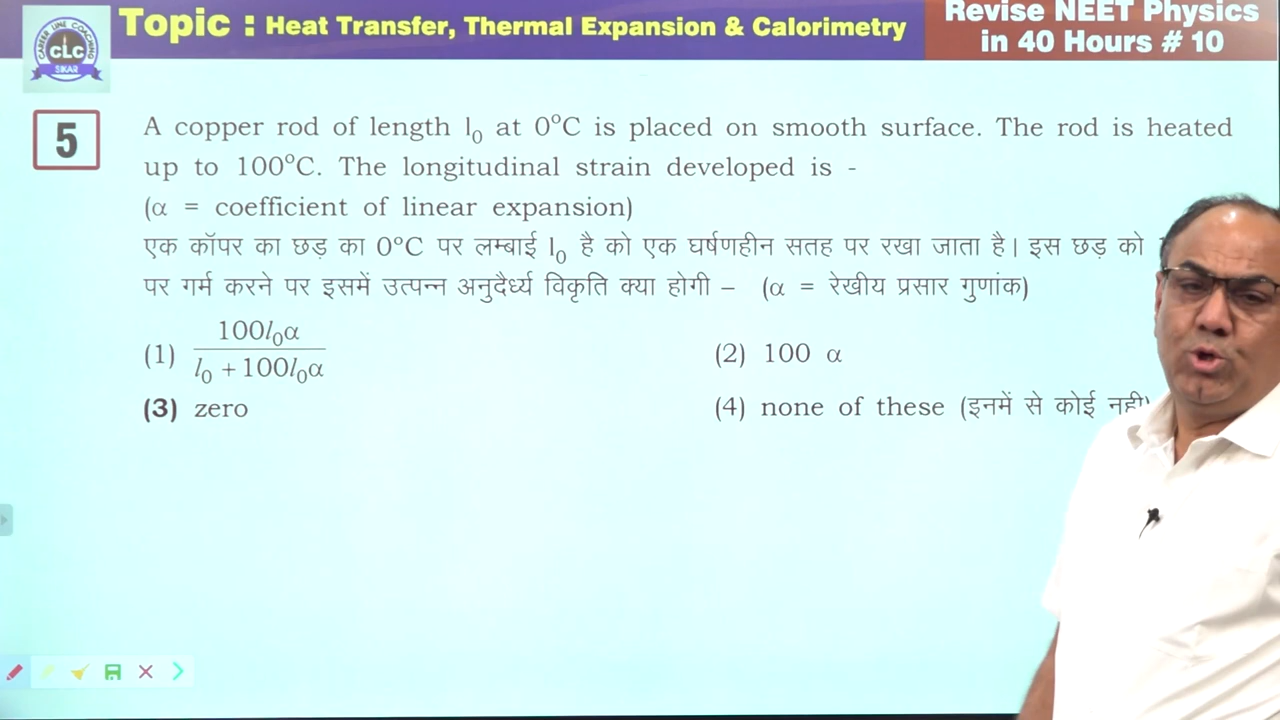 CAREER LINE COACHING
CLC
SIKAR
Topic : Heat Transfer, Thermal Expansion & Calorimetry
Revise NEET Physics
in 40 Hours # 10
5
A copper rod of length l₀ at 0°C is placed on smooth surface. The rod is heated
up to 100°C. The longitudinal strain developed is -
(α = coefficient of linear expansion)
एक कॉपर का छड़ का 0°C पर लम्बाई l₀ है को एक घर्षणहीन सतह पर रखा जाता है। इस छड़ को
पर गर्म करने पर इसमें उत्पन्न अनुदैर्ध्य विकृति क्या होगी – (α = रेखीय प्रसार गुणांक)
(1) 100l₀α / l₀ + 100l₀α
(2) 100 α
(3) zero
(4) none of these (इनमें से कोई नही)